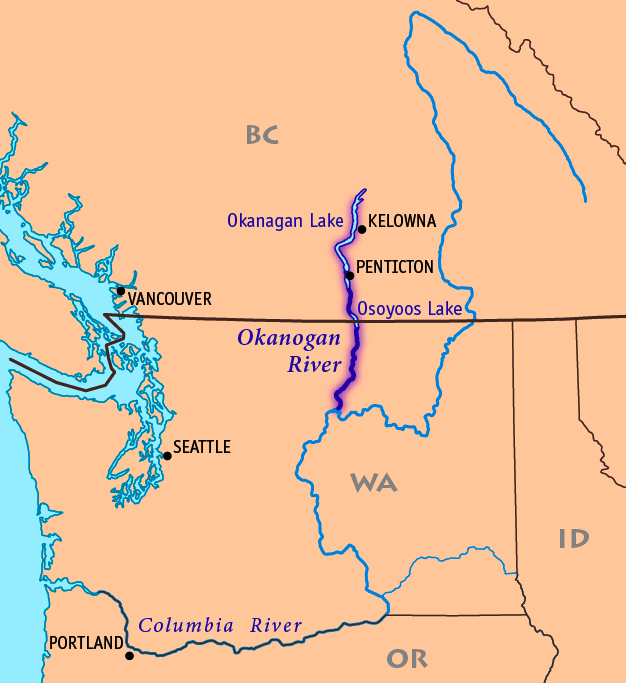 BC
Okanagan Lake
KELOWNA
PENTICTON
VANCOUVER
Osoyoos Lake
Okanogan
River
SEATTLE
WA
ID
Columbia River
PORTLAND
OR